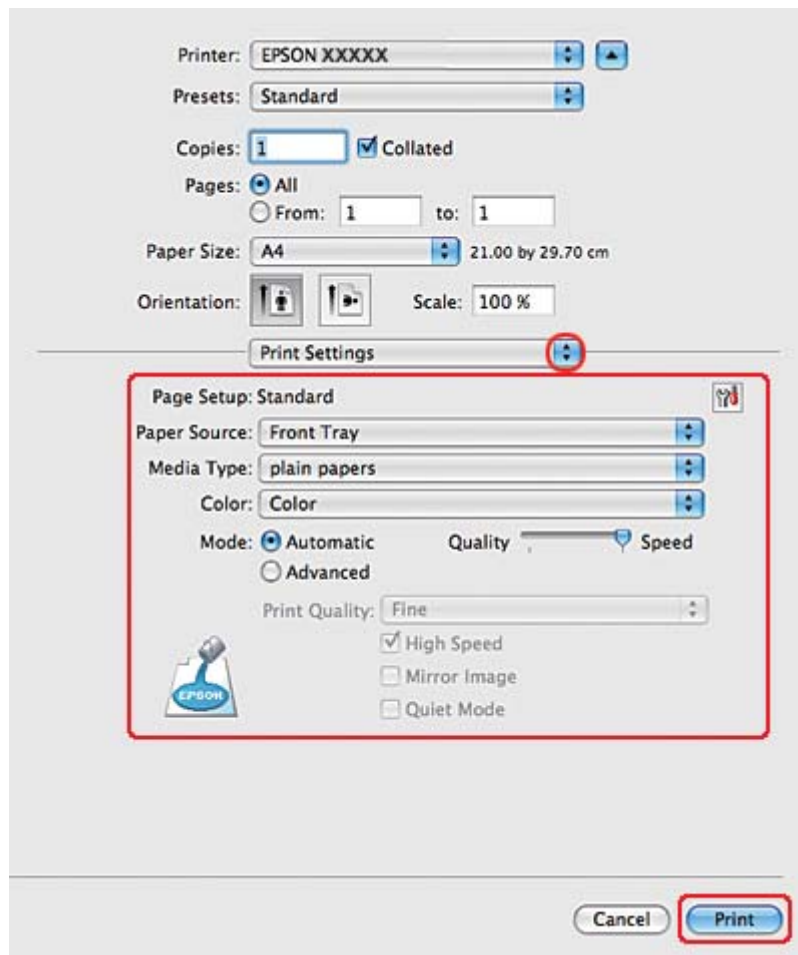 Printer: EPSON XXXXX
Presets: Standard
Copies: 1 Collated
Pages: All
From: 1 to: 1
Paper Size: A4 21.00 by 29.70 cm
Orientation: Scale: 100 %
Print Settings
Page Setup: Standard
Paper Source: Front Tray
Media Type: plain papers
Color: Color
Mode: Automatic Quality Speed
Advanced
Print Quality: Fine
High Speed
Mirror Image
EPSON
Quiet Mode
Cancel Print